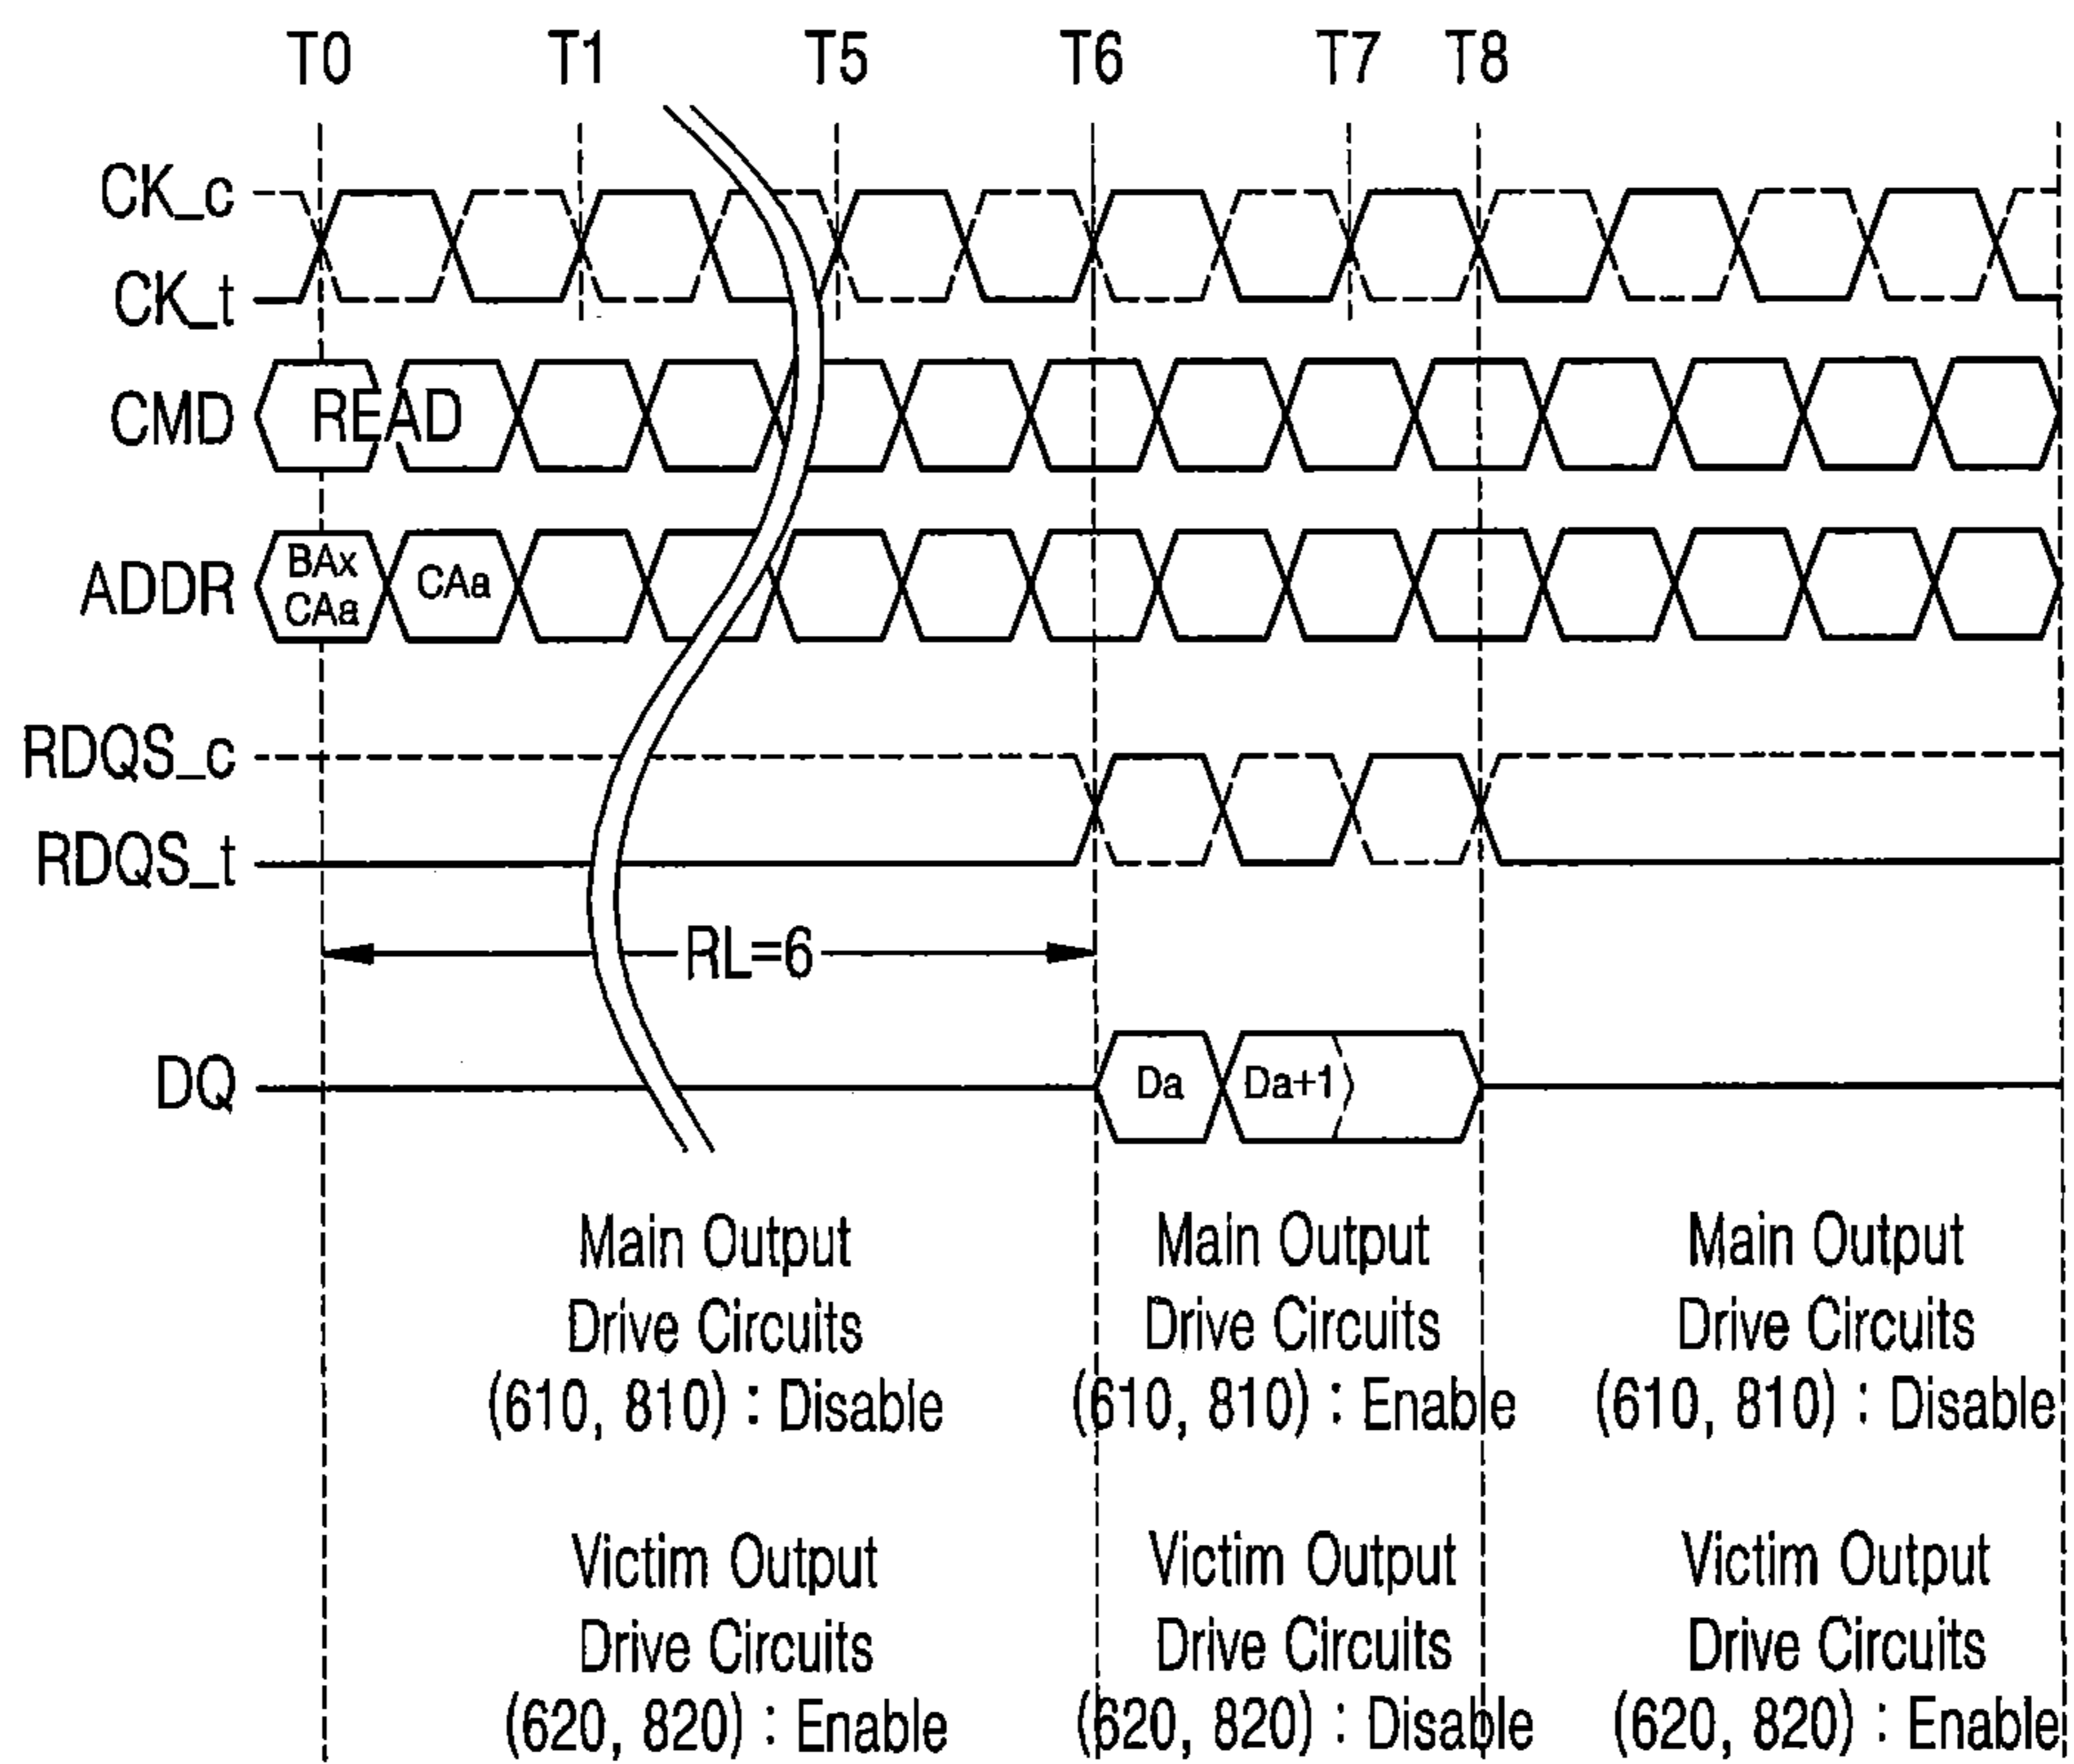 T0 T1 T5 T6 T7 T8
CK_c
CK_t
CMD READ
ADDR BAx CAa CAa
RDQS_c
RDQS_t
RL=6
DQ Da Da+1
Main Output Main Output Main Output
Drive Circuits Drive Circuits Drive Circuits
(610, 810) : Disable (610, 810) : Enable (610, 810) : Disable
Victim Output Victim Output Victim Output
Drive Circuits Drive Circuits Drive Circuits
(620, 820) : Enable (620, 820) : Disable (620, 820) : Enable